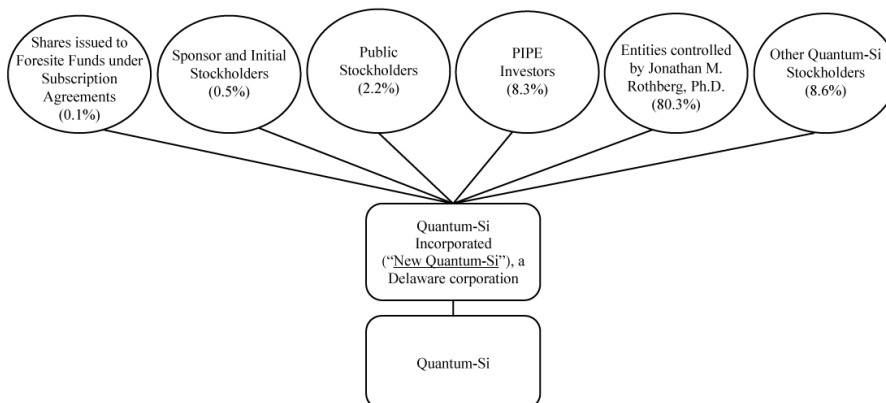 Shares issued to
Foresite Funds under
Subscription
Agreements
(0.1%)
Sponsor and Initial
Stockholders
(0.5%)
Public
Stockholders
(2.2%)
PIPE
Investors
(8.3%)
Entities controlled
by Jonathan M.
Rothberg, Ph.D.
(80.3%)
Other Quantum-Si
Stockholders
(8.6%)
Quantum-Si
Incorporated
(“New Quantum-Si”), a
Delaware corporation
Quantum-Si